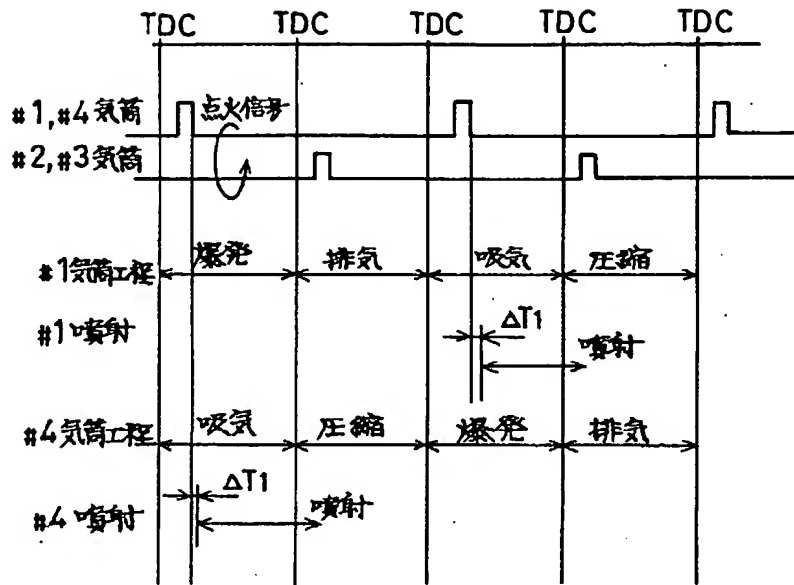 TDC TDC TDC TDC TDC
#1,#4気筒 点火信号
#2,#3気筒
#1気筒工程 爆発 排気 吸気 圧縮
#1噴射 ΔT1 噴射
#4気筒工程 吸気 圧縮 爆発 排気
#4噴射 ΔT1 噴射